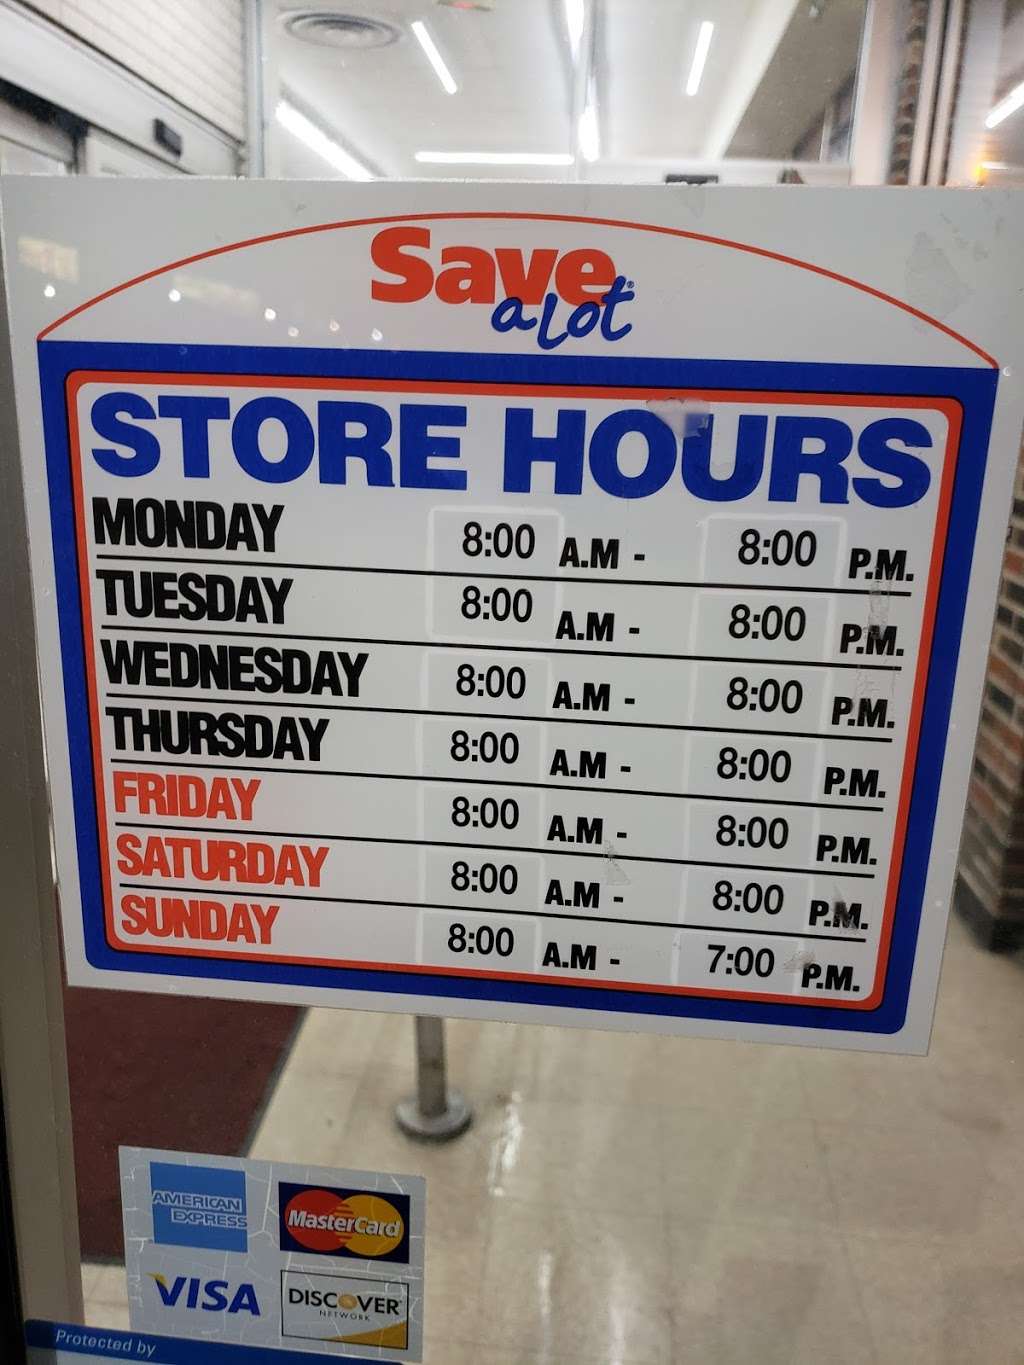 Save
a Lot
STORE HOURS
MONDAY 8:00 A.M - 8:00 P.M.
TUESDAY 8:00 A.M - 8:00 P.M.
WEDNESDAY 8:00 A.M - 8:00 P.M.
THURSDAY 8:00 A.M - 8:00 P.M.
FRIDAY 8:00 A.M - 8:00 P.M.
SATURDAY 8:00 A.M - 8:00 P.M.
SUNDAY 8:00 A.M - 7:00 P.M.
AMERICAN
EXPRESS
MasterCard
VISA
DISCOVER
NETWORK
Protected by